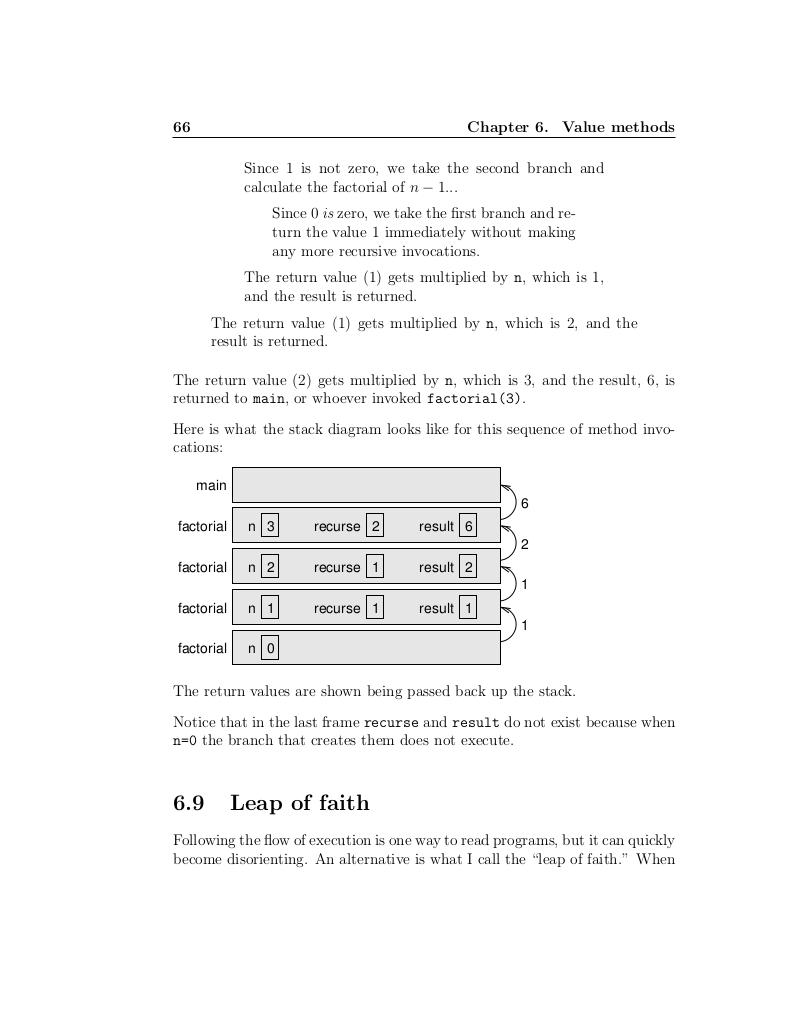 66 Chapter 6. Value methods
Since 1 is not zero, we take the second branch and
calculate the factorial of n − 1...
Since 0 is zero, we take the first branch and re-
turn the value 1 immediately without making
any more recursive invocations.
The return value (1) gets multiplied by n, which is 1,
and the result is returned.
The return value (1) gets multiplied by n, which is 2, and the
result is returned.
The return value (2) gets multiplied by n, which is 3, and the result, 6, is
returned to main, or whoever invoked factorial(3).
Here is what the stack diagram looks like for this sequence of method invo-
cations:
main
6
factorial n 3 recurse 2 result 6
2
factorial n 2 recurse 1 result 2
1
factorial n 1 recurse 1 result 1
1
factorial n 0
The return values are shown being passed back up the stack.
Notice that in the last frame recurse and result do not exist because when
n=0 the branch that creates them does not execute.
6.9 Leap of faith
Following the flow of execution is one way to read programs, but it can quickly
become disorienting. An alternative is what I call the “leap of faith.” When